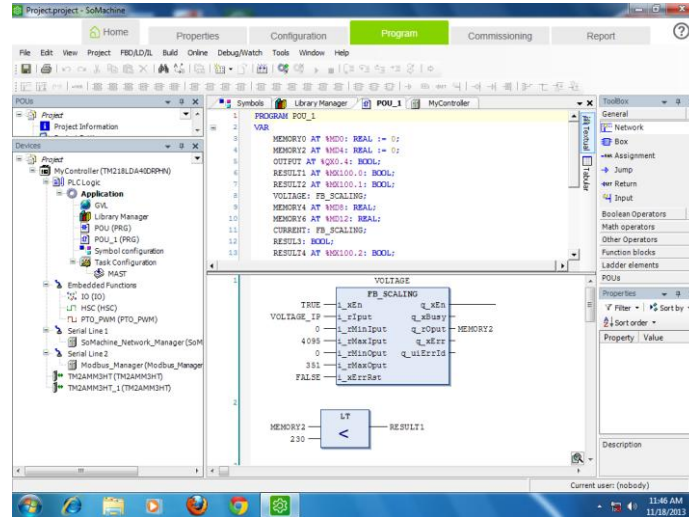 Project.project - SoMachine
Home
Properties
Configuration
Program
Commissioning
Report
File Edit View Project FBD/LD/IL Build Online Debug/Watch Tools Window Help
POUs
Project
Project Information
Devices
Project
MyController (TM218LDA40DRPHN)
PLC Logic
Application
GVL
Library Manager
POU (PRG)
POU_1 (PRG)
Symbol configuration
Task Configuration
MAST
Embedded Functions
IO (IO)
HSC (HSC)
PTO_PWM (PTO_PWM)
Serial Line 1
SoMachine_Network_Manager (SoM
Serial Line 2
Modbus_Manager (Modbus_Manager
TM2AMM3HT (TM2AMM3HT)
TM2AMM3HT_1 (TM2AMM3HT)
Symbols Library Manager POU_1 MyController
1 PROGRAM POU_1
2 VAR
3 MEMORY0 AT %MD0: REAL := 0;
4 MEMORY2 AT %MD4: REAL := 0;
5 OUTPUT AT %QX0.4: BOOL;
6 RESULT1 AT %MX100.0: BOOL;
7 RESULT2 AT %MX100.1: BOOL;
8 VOLTAGE: FB_SCALING;
9 MEMORY4 AT %MD8: REAL;
10 MEMORY6 AT %MD12: REAL;
11 CURRENT: FB_SCALING;
12 RESUL3: BOOL;
13 RESULT4 AT %MX100.2: BOOL;
Textual
Tabular
1
VOLTAGE
FB_SCALING
TRUE i_xEn q_xEn
VOLTAGE_IP i_rIput q_xBusy
0 i_rMinIput q_rOput MEMORY2
4095 i_rMaxIput q_xErr
0 i_rMinOput q_uiErrId
351 i_rMaxOput
FALSE i_xErrRst
2
LT
MEMORY2 < RESULT1
230
ToolBox
General
Network
Box
Assignment
Jump
Return
Input
Boolean Operators
Math operators
Other Operators
Function blocks
Ladder elements
POUs
Properties
Filter Sort by
Sort order
Property Value
Description
Current user: (nobody)
11:46 AM
11/18/2013